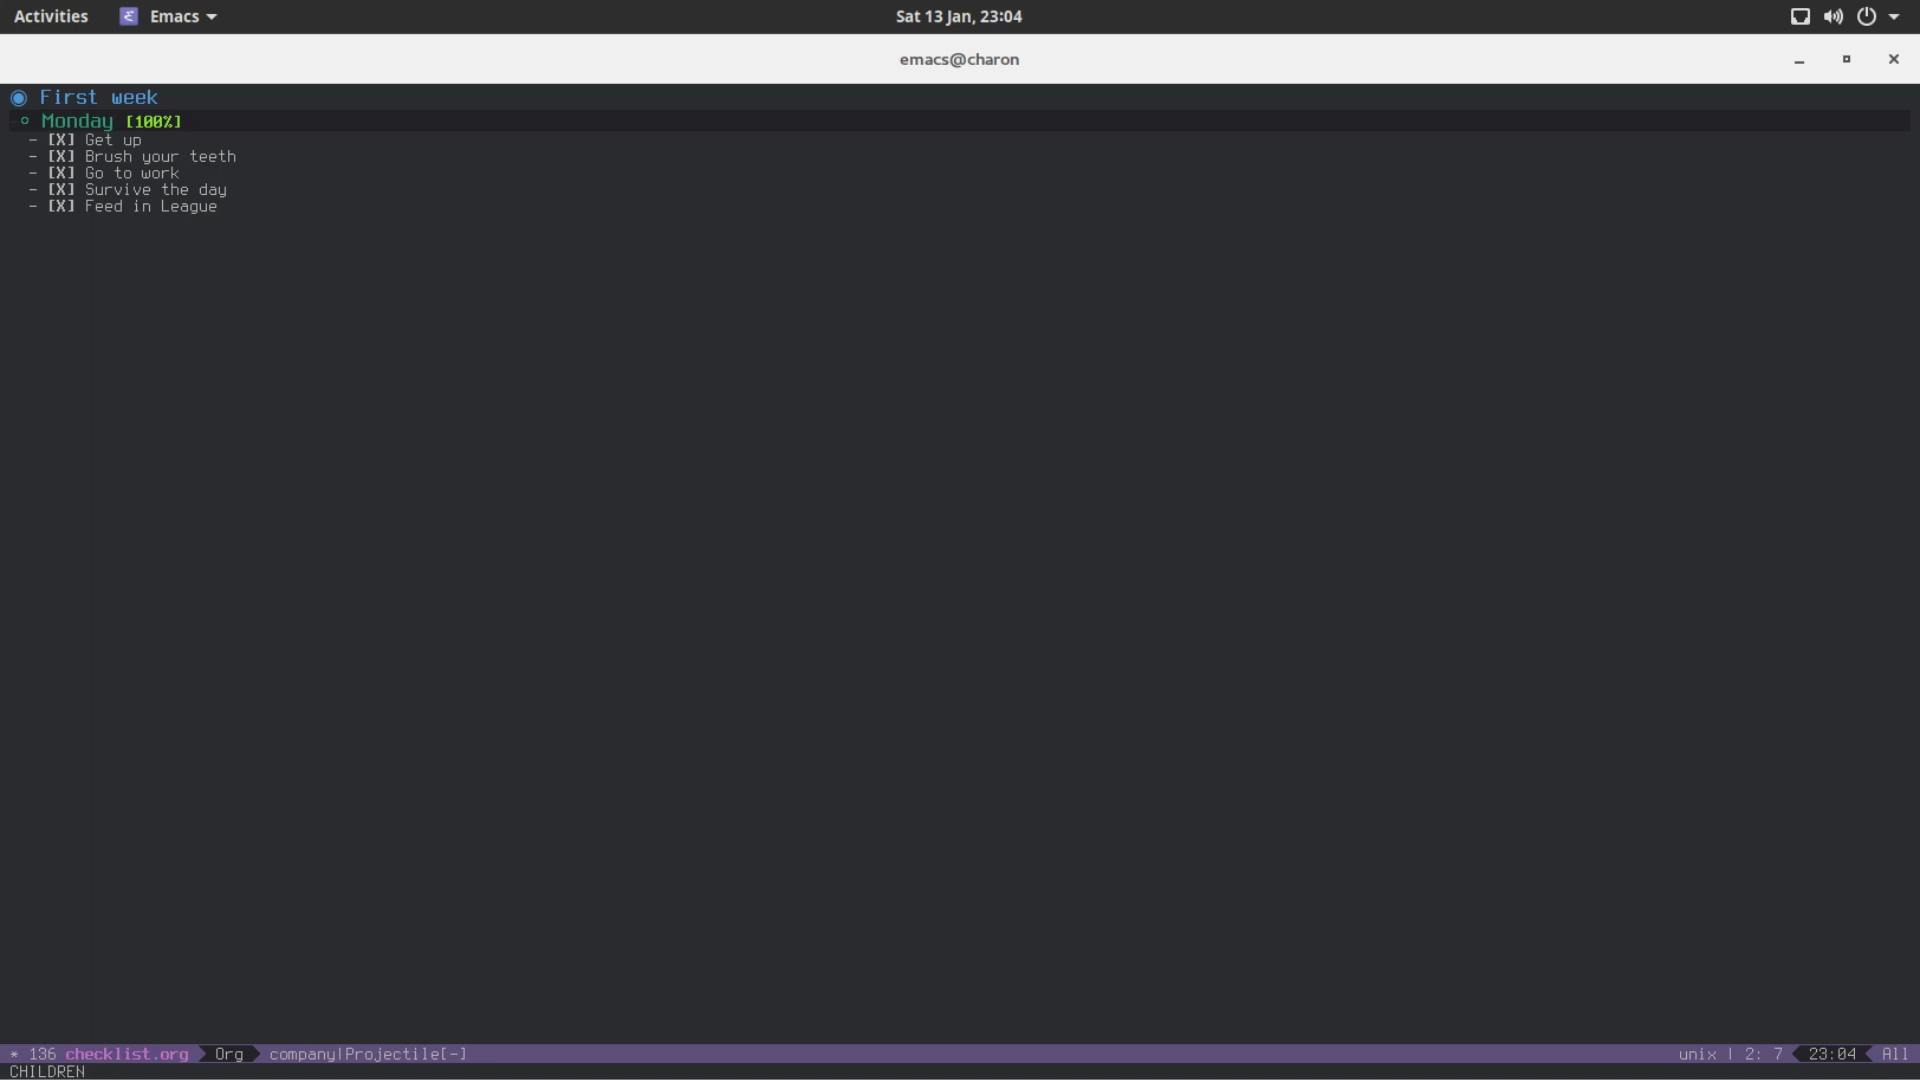 Activities Emacs Sat 13 Jan, 23:04
emacs@charon
First week
Monday [100%]
- [X] Get up
- [X] Brush your teeth
- [X] Go to work
- [X] Survive the day
- [X] Feed in League
* 136 checklist.org Org company|Projectile[-] unix | 2: 7 23:04 All
CHILDREN